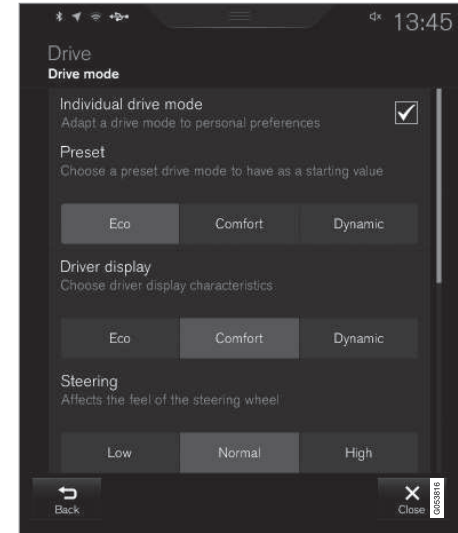 13:45
Drive
Drive mode
Individual drive mode
Adapt a drive mode to personal preferences
Preset
Choose a preset drive mode to have as a starting value
Eco Comfort Dynamic
Driver display
Choose driver display characteristics
Eco Comfort Dynamic
Steering
Affects the feel of the steering wheel
Low Normal High
Back Close
G053816